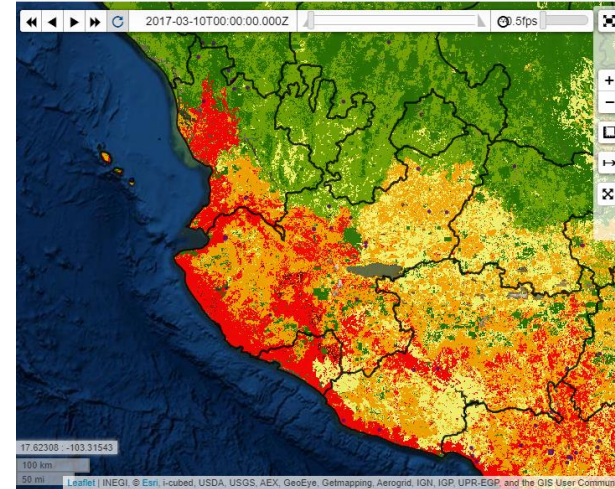 2017-03-10T00:00:00.000Z
0.5fps
+
−
17.62308 : -103.31543
100 km
50 mi
Leaflet | INEGI, © Esri, i-cubed, USDA, USGS, AEX, GeoEye, Getmapping, Aerogrid, IGN, IGP, UPR-EGP, and the GIS User Commun